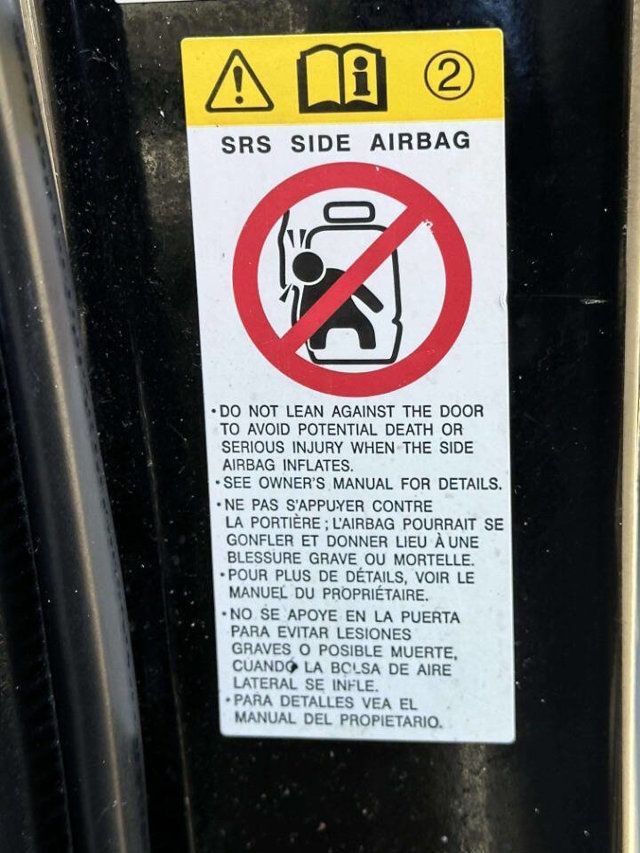 2
SRS SIDE AIRBAG
• DO NOT LEAN AGAINST THE DOOR
TO AVOID POTENTIAL DEATH OR
SERIOUS INJURY WHEN THE SIDE
AIRBAG INFLATES.
• SEE OWNER'S MANUAL FOR DETAILS.
• NE PAS S'APPUYER CONTRE
LA PORTIÈRE ; L'AIRBAG POURRAIT SE
GONFLER ET DONNER LIEU À UNE
BLESSURE GRAVE OU MORTELLE.
• POUR PLUS DE DÉTAILS, VOIR LE
MANUEL DU PROPRIÉTAIRE.
• NO SE APOYE EN LA PUERTA
PARA EVITAR LESIONES
GRAVES O POSIBLE MUERTE,
CUANDO LA BOLSA DE AIRE
LATERAL SE INFLE.
• PARA DETALLES VEA EL
MANUAL DEL PROPIETARIO.